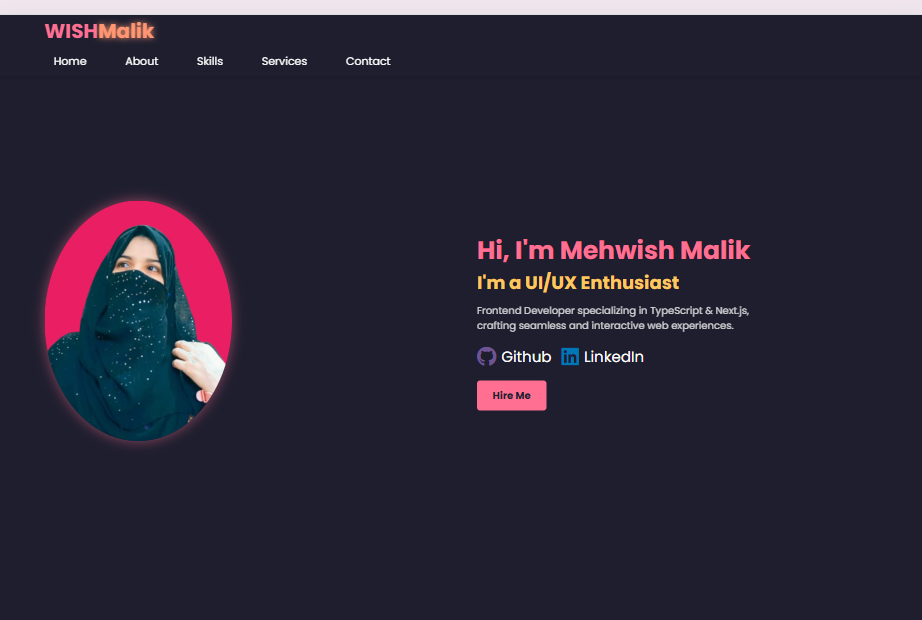 WISHMalik
Home About Skills Services Contact
Hi, I'm Mehwish Malik
I'm a UI/UX Enthusiast
Frontend Developer specializing in TypeScript & Next.js,
crafting seamless and interactive web experiences.
Github LinkedIn
Hire Me